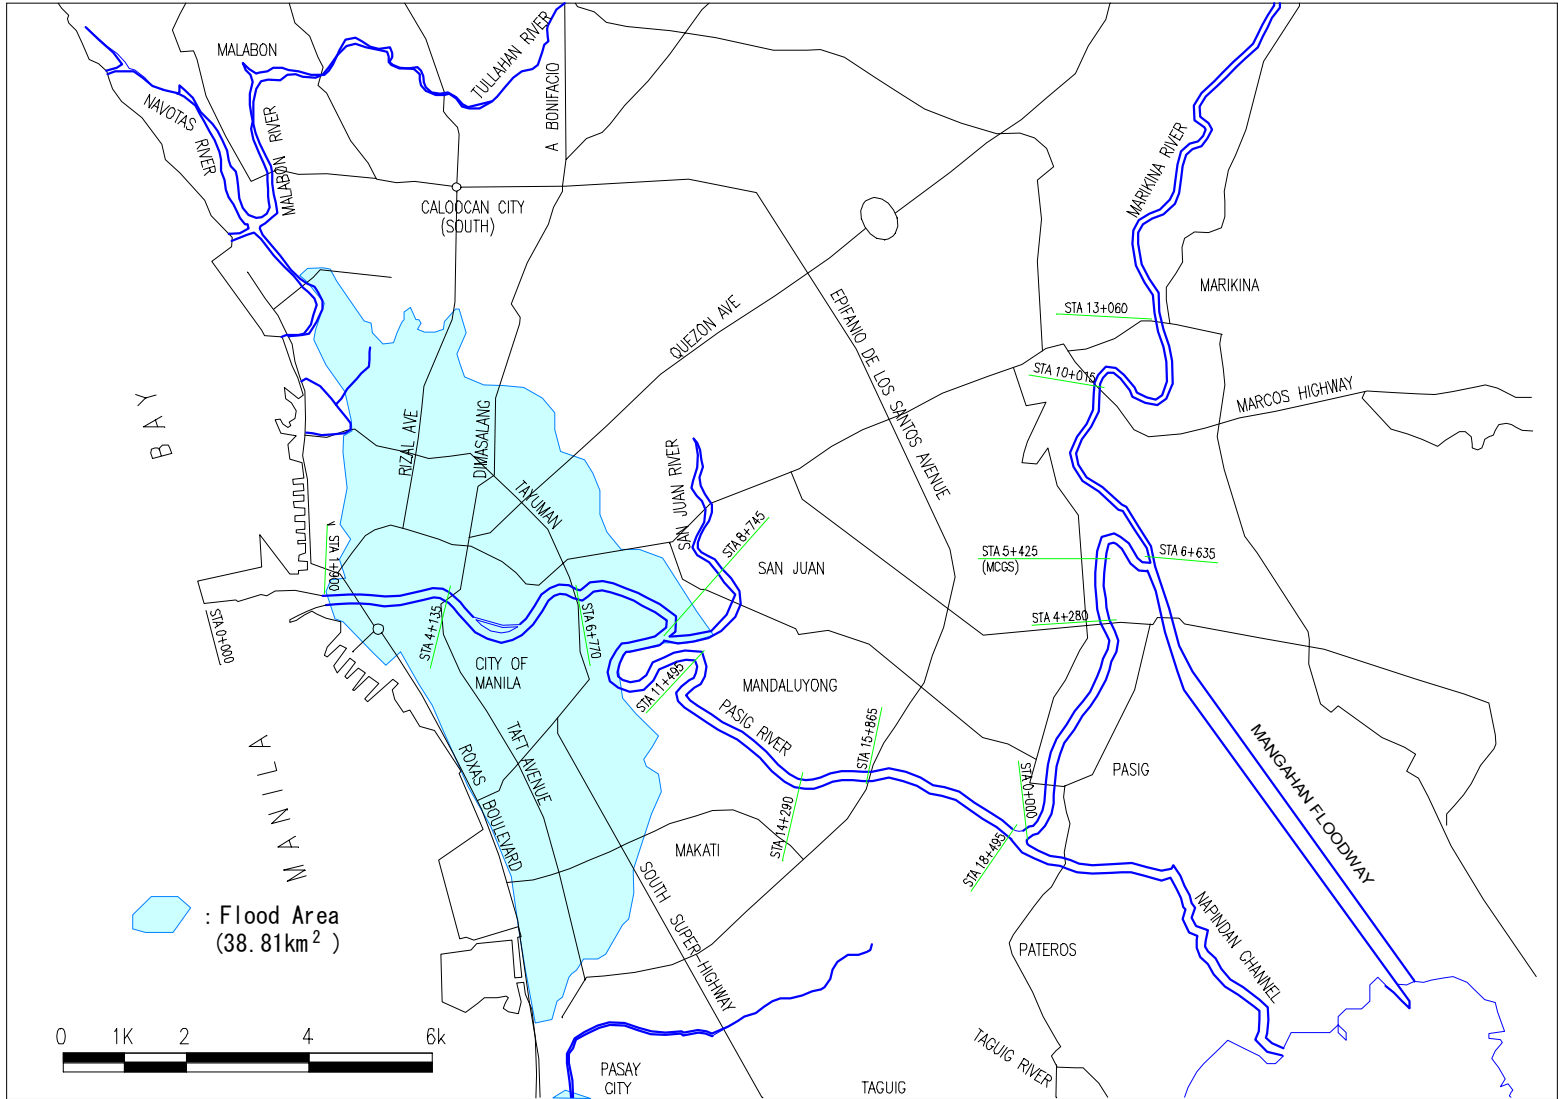 MALABON
TULLAHAN RIVER
A BONIFACIO
NAVOTAS RIVER
MALABON RIVER
CALOOCAN CITY
(SOUTH)
MARIKINA RIVER
MARIKINA
STA 13+060
QUEZON AVE
EPIFANIO DE LOS SANTOS AVENUE
STA 10+015
MARCOS HIGHWAY
BAY
RIZAL AVE
DIMASALANG
TAYUMAN
SAN JUAN RIVER
STA 8+745
SAN JUAN
STA 5+425
(MCGS)
STA 6+635
STA 1+900
STA 0+000
STA 4+135
STA 6+770
STA 4+280
CITY OF
MANILA
STA 11+495
MANDALUYONG
PASIG RIVER
STA 15+865
STA 14+290
MANILA
ROXAS BOULEVARD
TAFT AVENUE
STA 0+000
PASIG
MANGAHAN FLOODWAY
MAKATI
STA 18+495
SOUTH SUPER-HIGHWAY
NAPINDAN CHANNEL
PATEROS
: Flood Area
(38.81km²)
0 1K 2 4 6k
PASAY
CITY
TAGUIG
TAGUIG RIVER